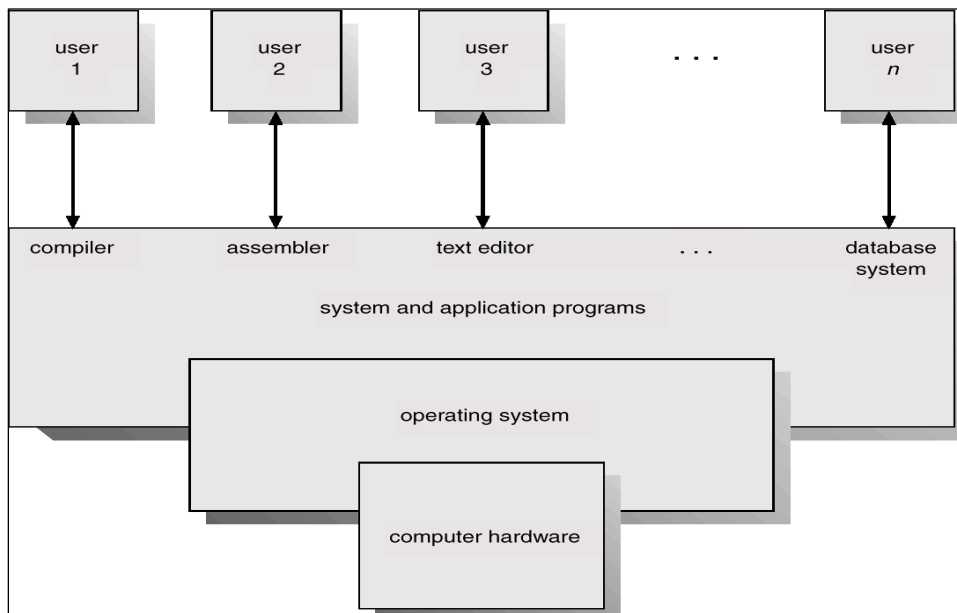 user
1
user
2
user
3
. . .
user
n
compiler
assembler
text editor
. . .
database
system
system and application programs
operating system
computer hardware